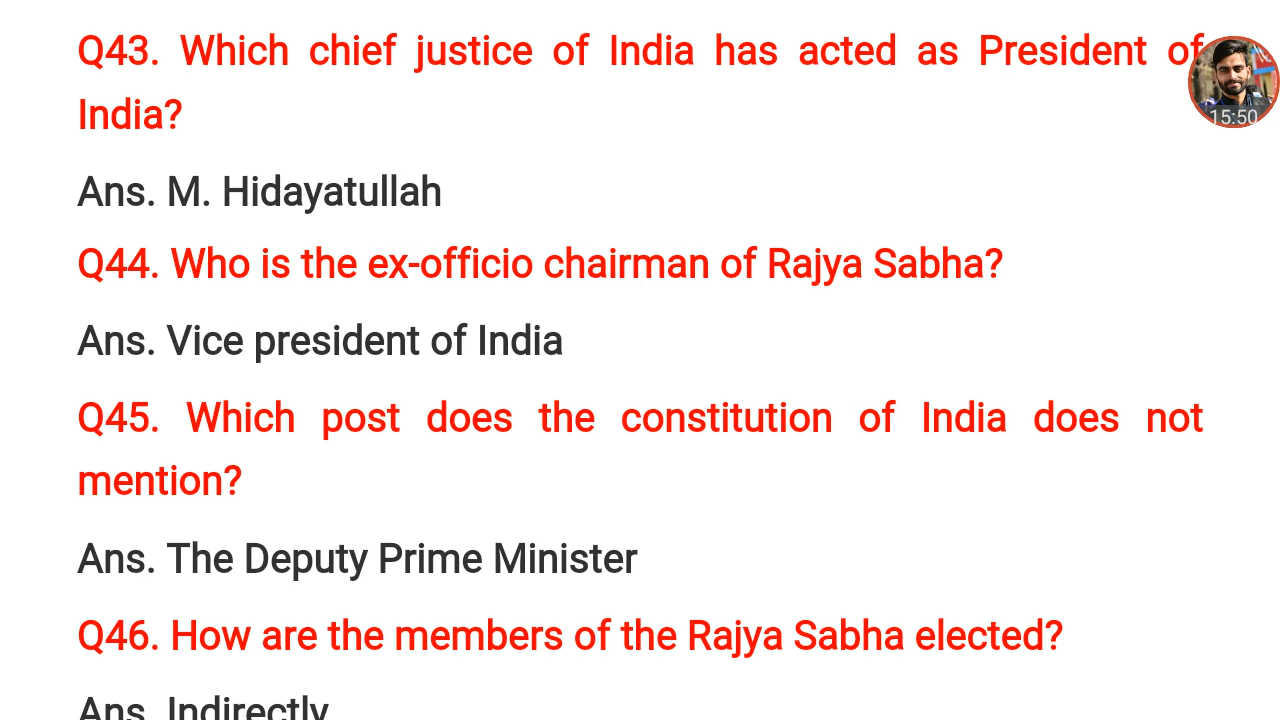 Q43. Which chief justice of India has acted as President of
India?
Ans. M. Hidayatullah
Q44. Who is the ex-officio chairman of Rajya Sabha?
Ans. Vice president of India
Q45. Which post does the constitution of India does not
mention?
Ans. The Deputy Prime Minister
Q46. How are the members of the Rajya Sabha elected?
Ans. Indirectly
15:50